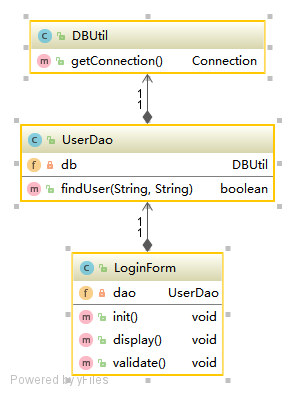 C DBUtil
m getConnection() Connection
1
1
C UserDao
f db DBUtil
m findUser(String, String) boolean
1
1
C LoginForm
f dao UserDao
m init() void
m display() void
m validate() void
Powered by yFiles